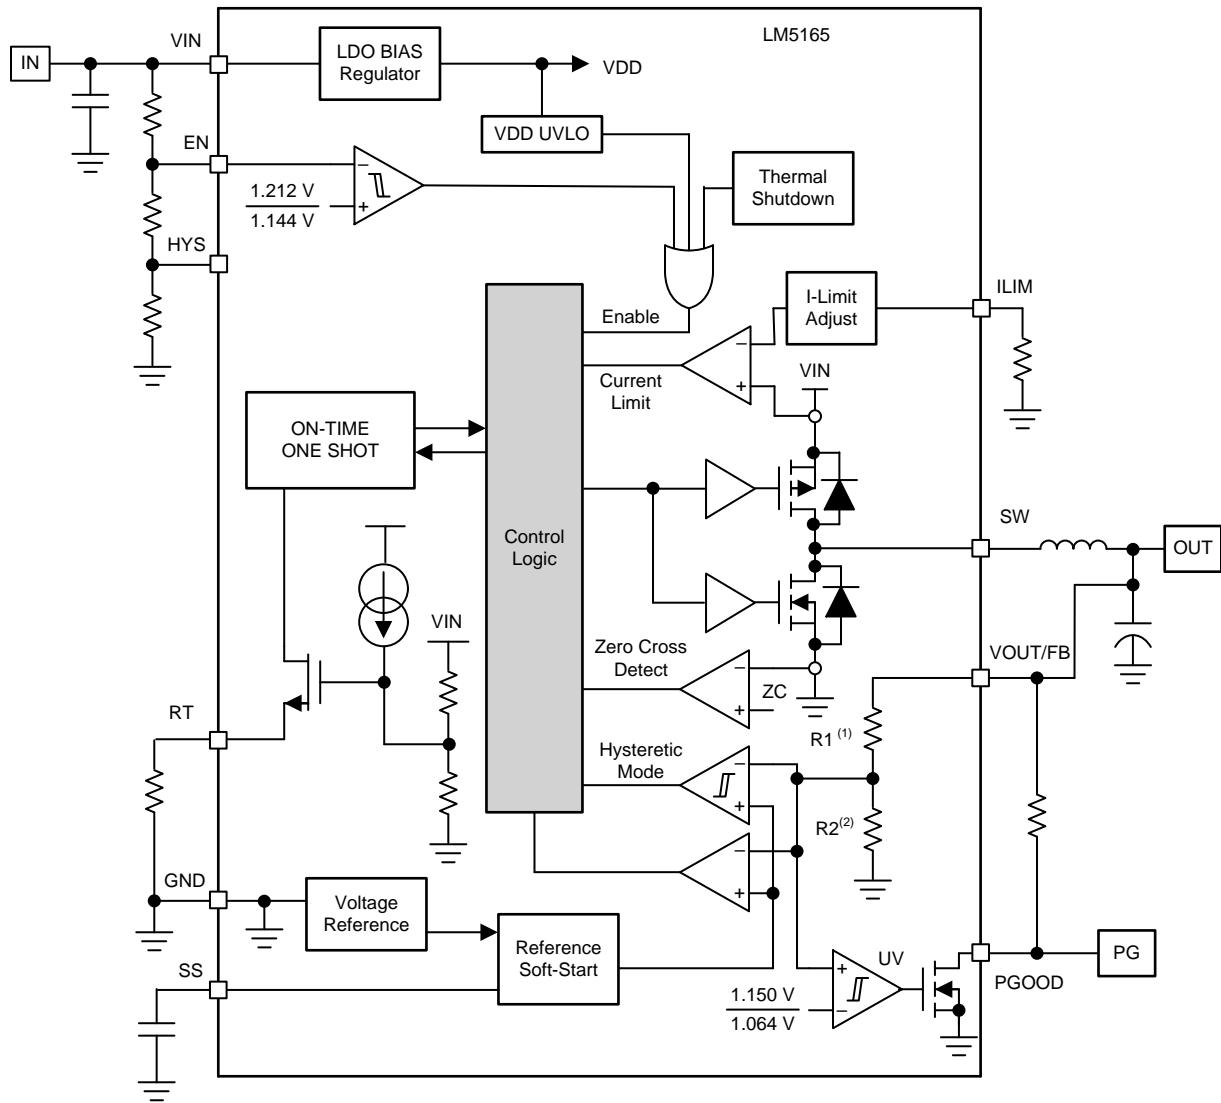 LM5165
VIN
IN
LDO BIAS
Regulator
VDD
EN
VDD UVLO
1.212 V
1.144 V
−
+
Thermal
Shutdown
HYS
ILIM
I-Limit
Adjust
Enable
−
+
Current
Limit
VIN
ON-TIME
ONE SHOT
Control
Logic
SW
OUT
VIN
Zero Cross
Detect
−
+
ZC
VOUT/FB
RT
R1(1)
Hysteretic
Mode
−
+
R2(2)
−
+
GND
Voltage
Reference
Reference
Soft-Start
SS
UV
+
−
1.150 V
1.064 V
PGOOD
PG